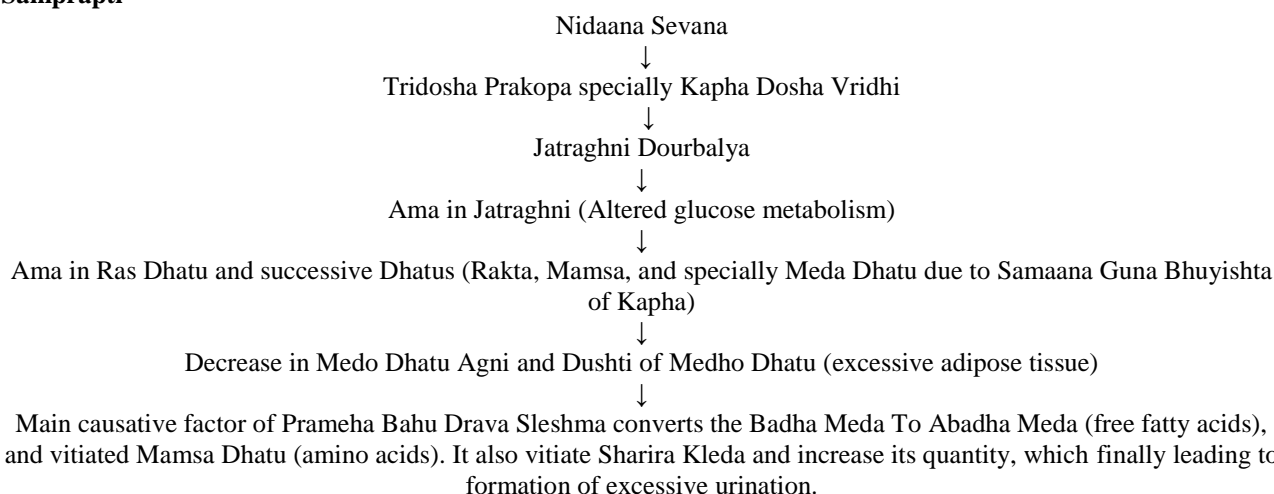 Samprapti
Nidaana Sevana
↓
Tridosha Prakopa specially Kapha Dosha Vridhi
↓
Jatraghni Dourbalya
↓
Ama in Jatraghni (Altered glucose metabolism)
↓
Ama in Ras Dhatu and successive Dhatus (Rakta, Mamsa, and specially Meda Dhatu due to Samaana Guna Bhuyishta
of Kapha)
↓
Decrease in Medo Dhatu Agni and Dushti of Medho Dhatu (excessive adipose tissue)
↓
Main causative factor of Prameha Bahu Drava Sleshma converts the Badha Meda To Abadha Meda (free fatty acids),
and vitiated Mamsa Dhatu (amino acids). It also vitiate Sharira Kleda and increase its quantity, which finally leading to
formation of excessive urination.